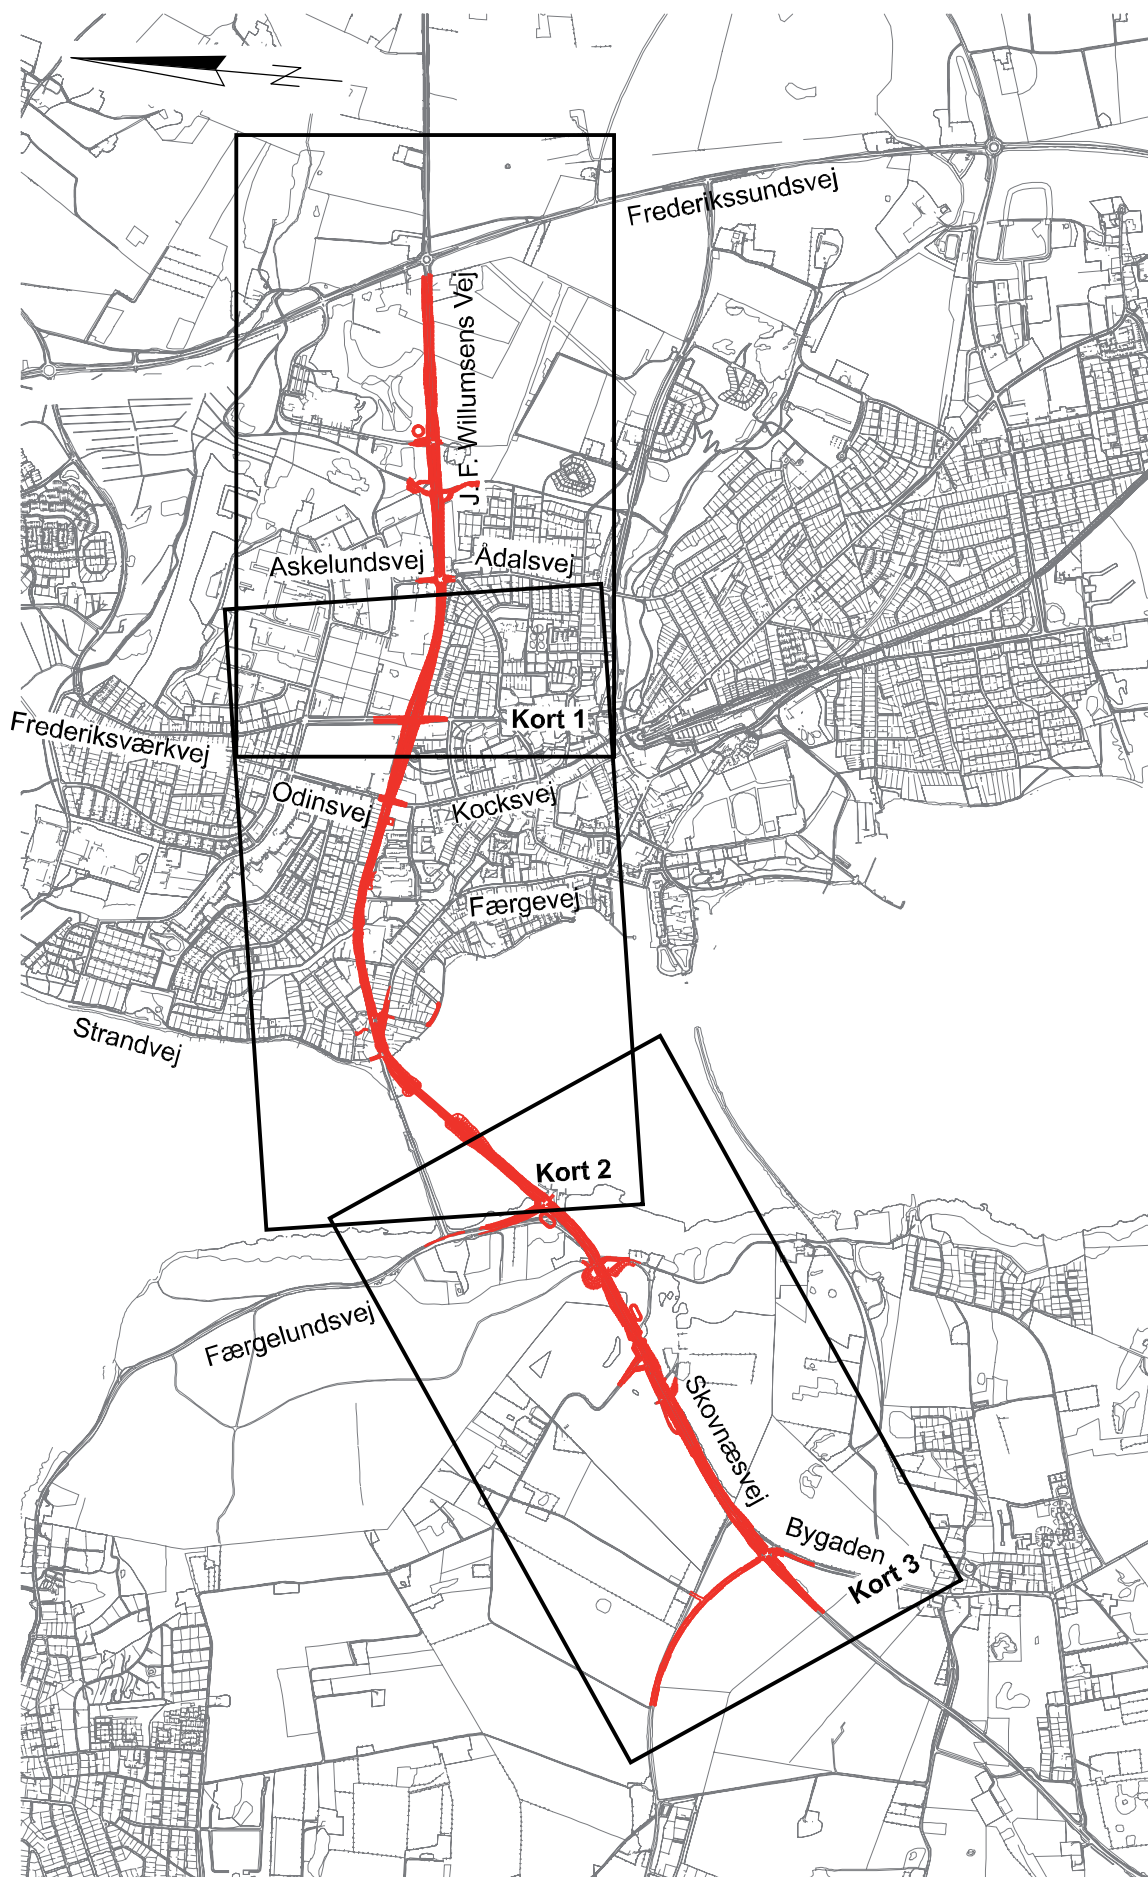 N
Frederikssundsvej
J. F. Willumsens Vej
Askelundsvej
Ådalsvej
Kort 1
Frederiksværkvej
Odinsvej
Kocksvej
Færgevej
Strandvej
Kort 2
Færgelundsvej
Skovnæsvej
Bygaden
Kort 3